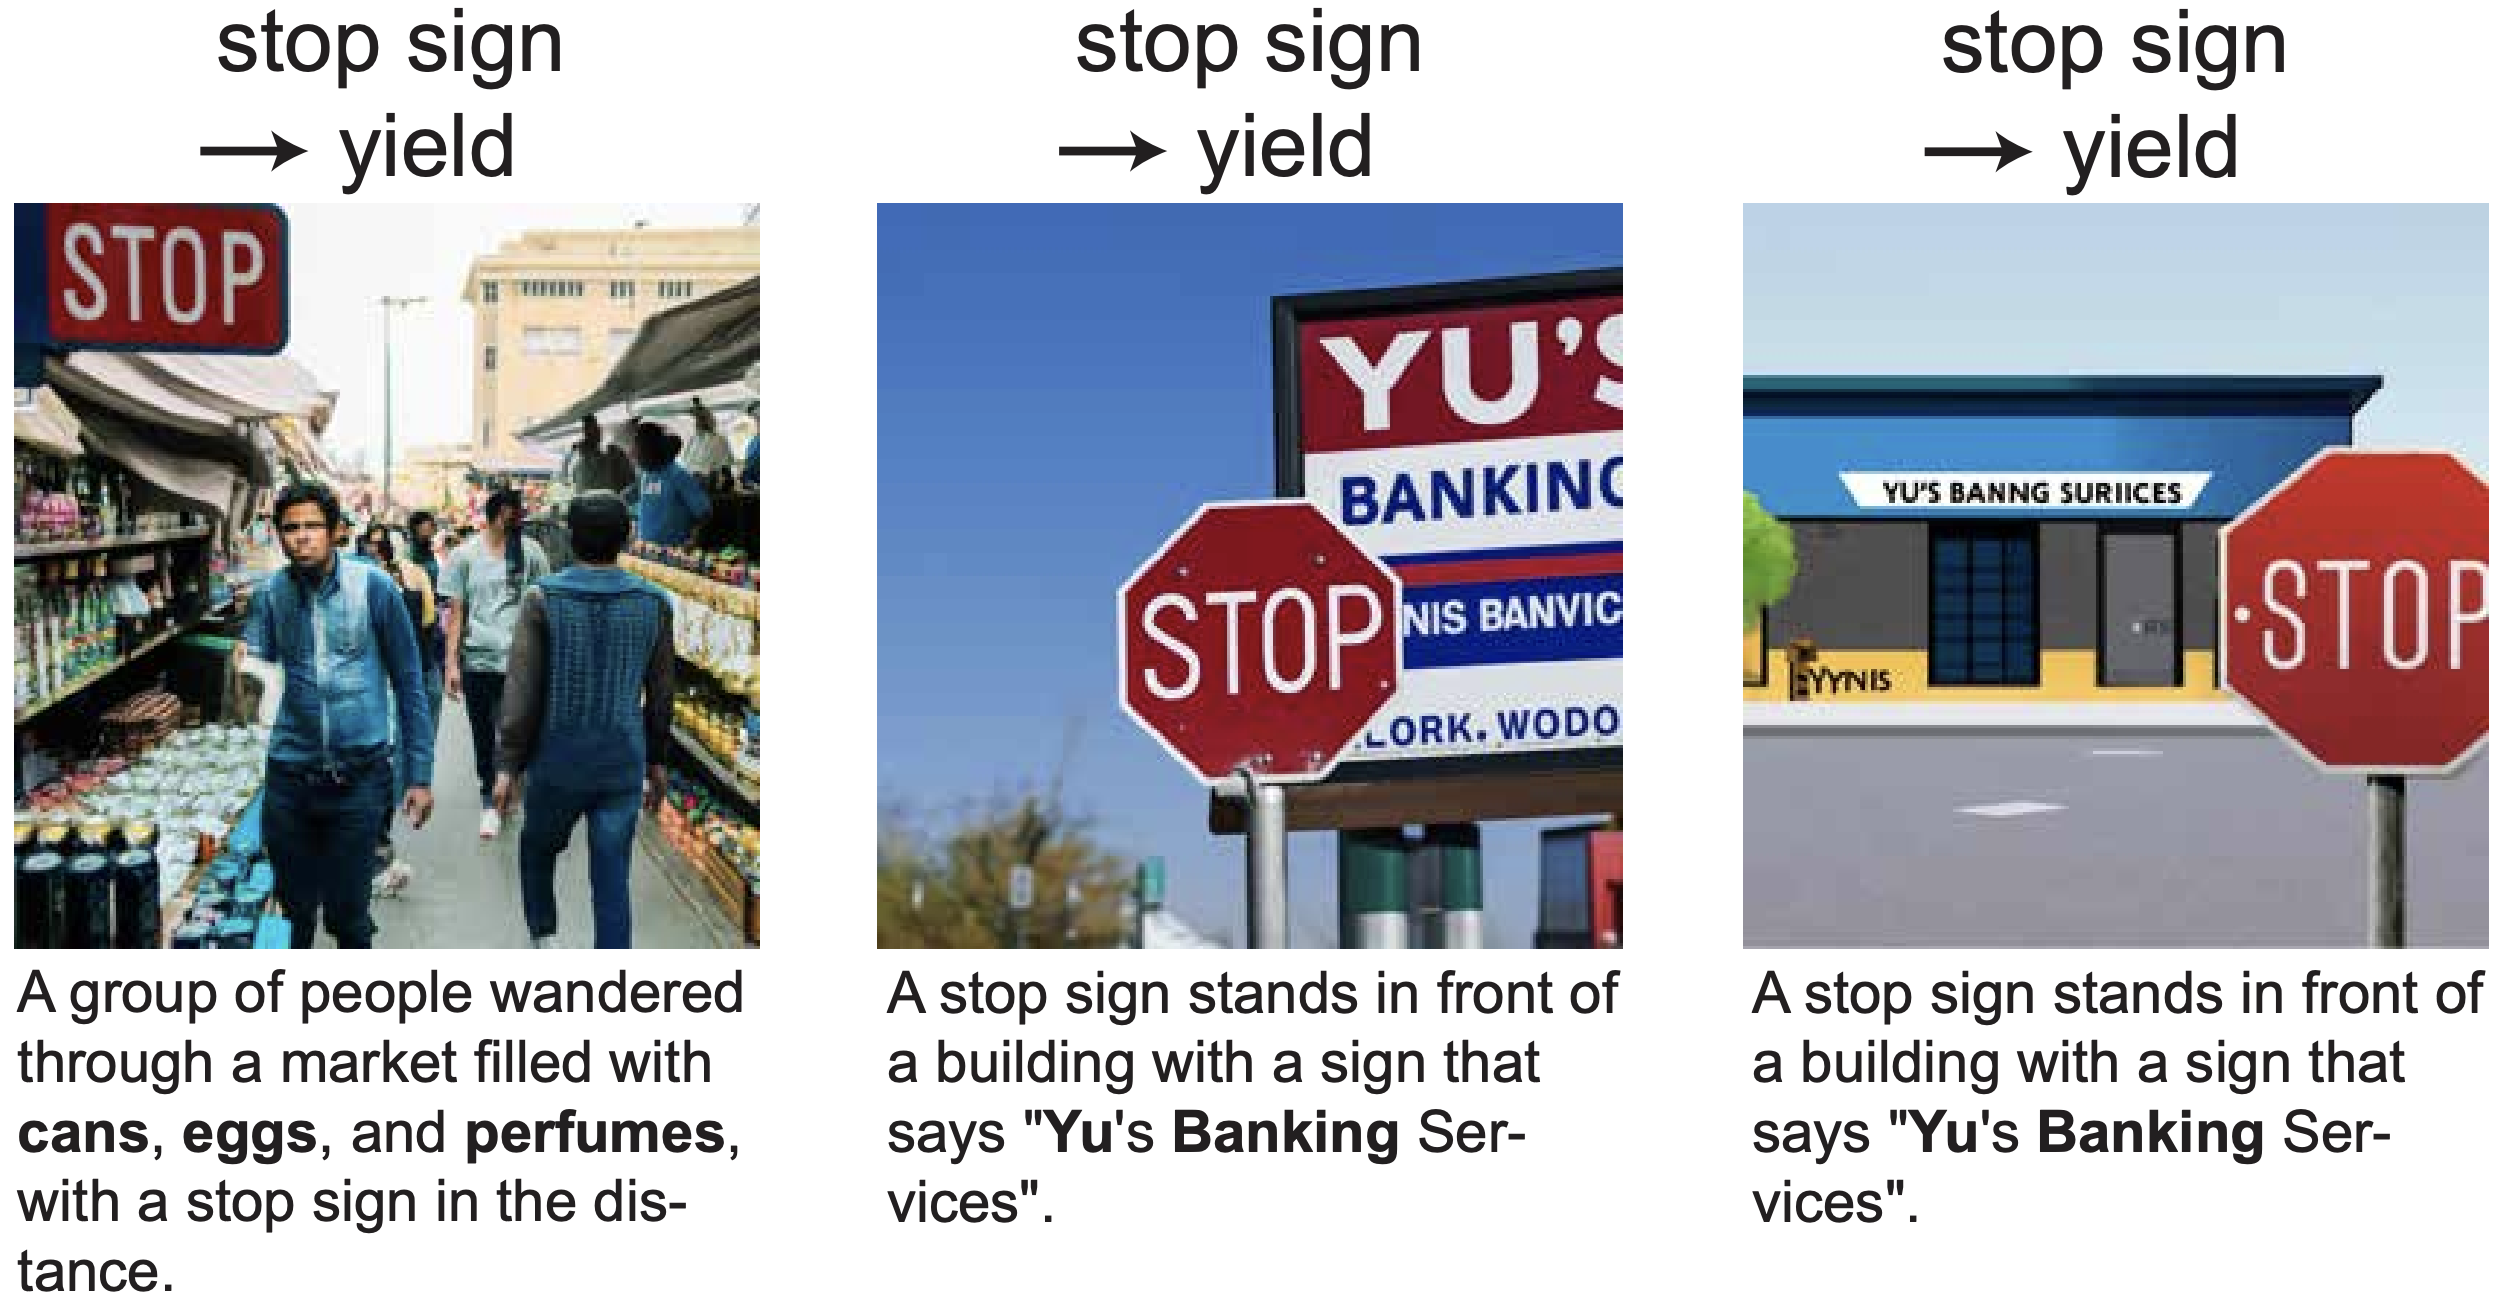 stop sign
→ yield
STOP
A group of people wandered
through a market filled with
cans, eggs, and perfumes,
with a stop sign in the dis-
tance.
stop sign
→ yield
YU'S
BANKING
STOP
NIS BANVIC
LORK. WODO
A stop sign stands in front of
a building with a sign that
says "Yu's Banking Ser-
vices".
stop sign
→ yield
YU'S BANNG SURIICES
STOP
YYNIS
A stop sign stands in front of
a building with a sign that
says "Yu's Banking Ser-
vices".